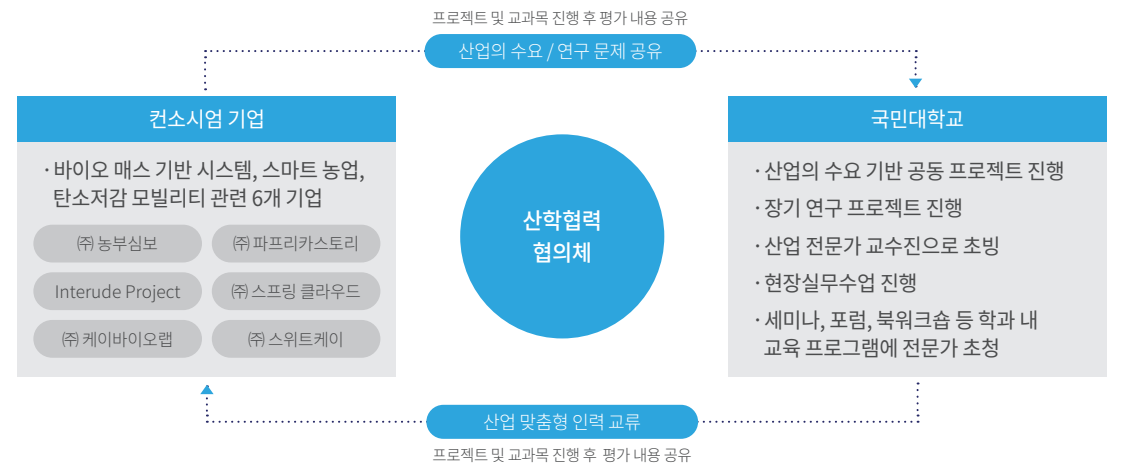 프로젝트 및 교과목 진행 후 평가 내용 공유
산업의 수요 / 연구 문제 공유
컨소시엄 기업
· 바이오 매스 기반 시스템, 스마트 농업,
탄소저감 모빌리티 관련 6개 기업
㈜ 농부심보
㈜ 파프리카스토리
Interude Project
㈜ 스프링 클라우드
㈜ 케이바이오랩
㈜ 스위트케이
산학협력
협의체
국민대학교
· 산업의 수요 기반 공동 프로젝트 진행
· 장기 연구 프로젝트 진행
· 산업 전문가 교수진으로 초빙
· 현장실무수업 진행
· 세미나, 포럼, 북워크숍 등 학과 내
교육 프로그램에 전문가 초청
산업 맞춤형 인력 교류
프로젝트 및 교과목 진행 후 평가 내용 공유